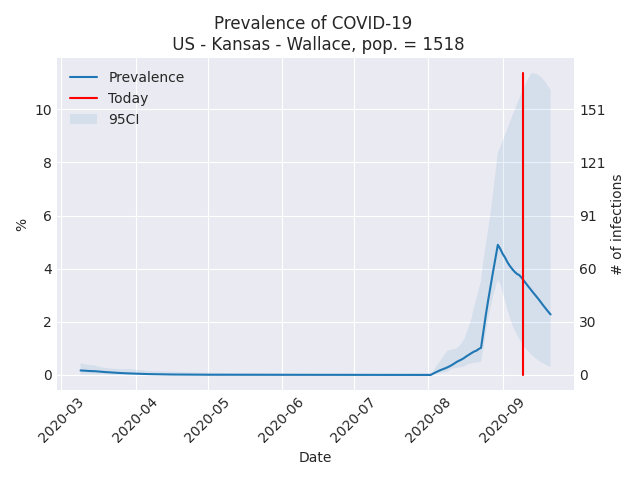 Prevalence of COVID-19
US - Kansas - Wallace, pop. = 1518
Prevalence
Today
95CI
10
8
6
4
2
0
%
151
121
91
60
30
0
# of infections
2020-03
2020-04
2020-05
2020-06
2020-07
2020-08
2020-09
Date